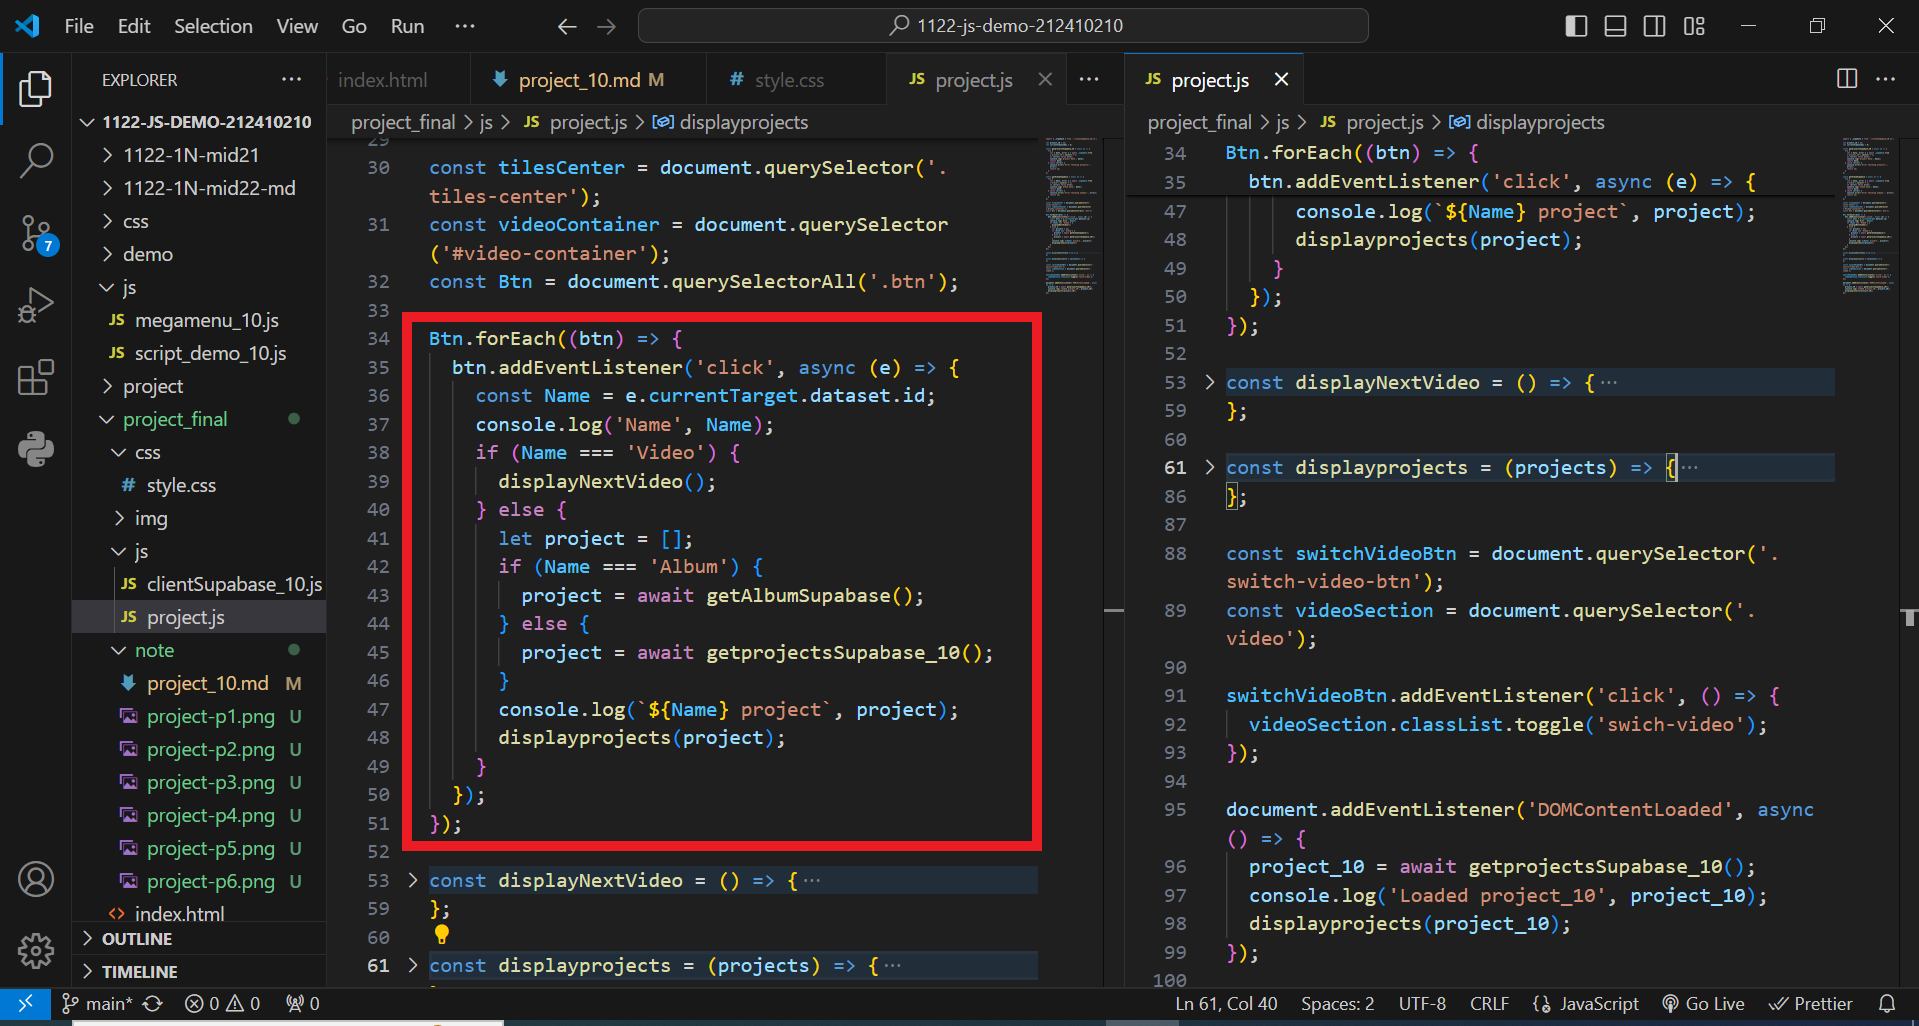 File Edit Selection View Go Run ···
1122-js-demo-212410210
EXPLORER ···
1122-JS-DEMO-212410210
1122-1N-mid21
1122-1N-mid22-md
css
demo
js
JS megamenu_10.js
JS script_demo_10.js
project
project_final
css
# style.css
img
js
JS clientSupabase_10.js
JS project.js
note
project_10.md M
project-p1.png U
project-p2.png U
project-p3.png U
project-p4.png U
project-p5.png U
project-p6.png U
<> index.html
OUTLINE
TIMELINE
7
index.html project_10.md M # style.css JS project.js ···
project_final > js > JS project.js > displayprojects
29
30 const tilesCenter = document.querySelector('.
tiles-center');
31 const videoContainer = document.querySelector
('#video-container');
32 const Btn = document.querySelectorAll('.btn');
33
34 Btn.forEach((btn) => {
35 btn.addEventListener('click', async (e) => {
36 const Name = e.currentTarget.dataset.id;
37 console.log('Name', Name);
38 if (Name === 'Video') {
39 displayNextVideo();
40 } else {
41 let project = [];
42 if (Name === 'Album') {
43 project = await getAlbumSupabase();
44 } else {
45 project = await getprojectsSupabase_10();
46 }
47 console.log(`${Name} project`, project);
48 displayprojects(project);
49 }
50 });
51 });
52
53 const displayNextVideo = () => {···
59 };
60
61 const displayprojects = (projects) => {···
JS project.js ···
project_final > js > JS project.js > displayprojects
34 Btn.forEach((btn) => {
35 btn.addEventListener('click', async (e) => {
47 console.log(`${Name} project`, project);
48 displayprojects(project);
49 }
50 });
51 });
52
53 const displayNextVideo = () => {···
59 };
60
61 const displayprojects = (projects) => {···
86 };
87
88 const switchVideoBtn = document.querySelector('.
switch-video-btn');
89 const videoSection = document.querySelector('.
video');
90
91 switchVideoBtn.addEventListener('click', () => {
92 videoSection.classList.toggle('swich-video');
93 });
94
95 document.addEventListener('DOMContentLoaded', async
() => {
96 project_10 = await getprojectsSupabase_10();
97 console.log('Loaded project_10', project_10);
98 displayprojects(project_10);
99 });
100
main* 0 0 0 Ln 61, Col 40 Spaces: 2 UTF-8 CRLF JavaScript Go Live Prettier